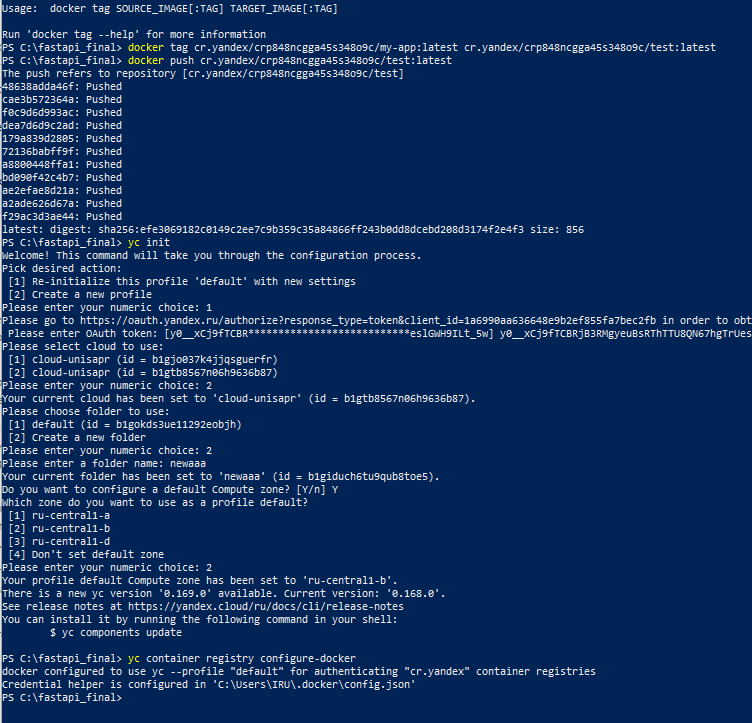 Usage:  docker tag SOURCE_IMAGE[:TAG] TARGET_IMAGE[:TAG]

Run 'docker tag --help' for more information
PS C:\fastapi_final> docker tag cr.yandex/crp848ncgga45s348o9c/my-app:latest cr.yandex/crp848ncgga45s348o9c/test:latest
PS C:\fastapi_final> docker push cr.yandex/crp848ncgga45s348o9c/test:latest
The push refers to repository [cr.yandex/crp848ncgga45s348o9c/test]
48638adda46f: Pushed
cae3b572364a: Pushed
f0c9d6d993ac: Pushed
dea7d6d9c2ad: Pushed
179a839d2805: Pushed
72136babff9f: Pushed
a8800448ffa1: Pushed
bd090f42c4b7: Pushed
ae2efae8d21a: Pushed
a2ade626d67a: Pushed
f29ac3d3ae44: Pushed
latest: digest: sha256:efe3069182c0149c2ee7c9b359c35a84866ff243b0dd8dcebd208d3174f2e4f3 size: 856
PS C:\fastapi_final> yc init
Welcome! This command will take you through the configuration process.
Pick desired action:
 [1] Re-initialize this profile 'default' with new settings
 [2] Create a new profile
Please enter your numeric choice: 1
Please go to https://oauth.yandex.ru/authorize?response_type=token&client_id=1a6990aa636648e9b2ef855fa7bec2fb in order to obt
 Please enter OAuth token: [y0__xCj9fTCBR**************************eslGWH9ILt_5w] y0__xCj9fTCBRjB3RMgyeuBsRThTTU8QN67hgTrUes
Please select cloud to use:
 [1] cloud-unisapr (id = b1gjo037k4jjqsguerfr)
 [2] cloud-unisapr (id = b1gtb8567n06h9636b87)
Please enter your numeric choice: 2
Your current cloud has been set to 'cloud-unisapr' (id = b1gtb8567n06h9636b87).
Please choose folder to use:
 [1] default (id = b1gokds3ue11292eobjh)
 [2] Create a new folder
Please enter your numeric choice: 2
Please enter a folder name: newaaa
Your current folder has been set to 'newaaa' (id = b1giduch6tu9qub8toe5).
Do you want to configure a default Compute zone? [Y/n] Y
Which zone do you want to use as a profile default?
 [1] ru-central1-a
 [2] ru-central1-b
 [3] ru-central1-d
 [4] Don't set default zone
Please enter your numeric choice: 2
Your profile default Compute zone has been set to 'ru-central1-b'.
There is a new yc version '0.169.0' available. Current version: '0.168.0'.
See release notes at https://yandex.cloud/ru/docs/cli/release-notes
You can install it by running the following command in your shell:
        $ yc components update

PS C:\fastapi_final> yc container registry configure-docker
docker configured to use yc --profile "default" for authenticating "cr.yandex" container registries
Credential helper is configured in 'C:\Users\IRU\.docker\config.json'
PS C:\fastapi_final>